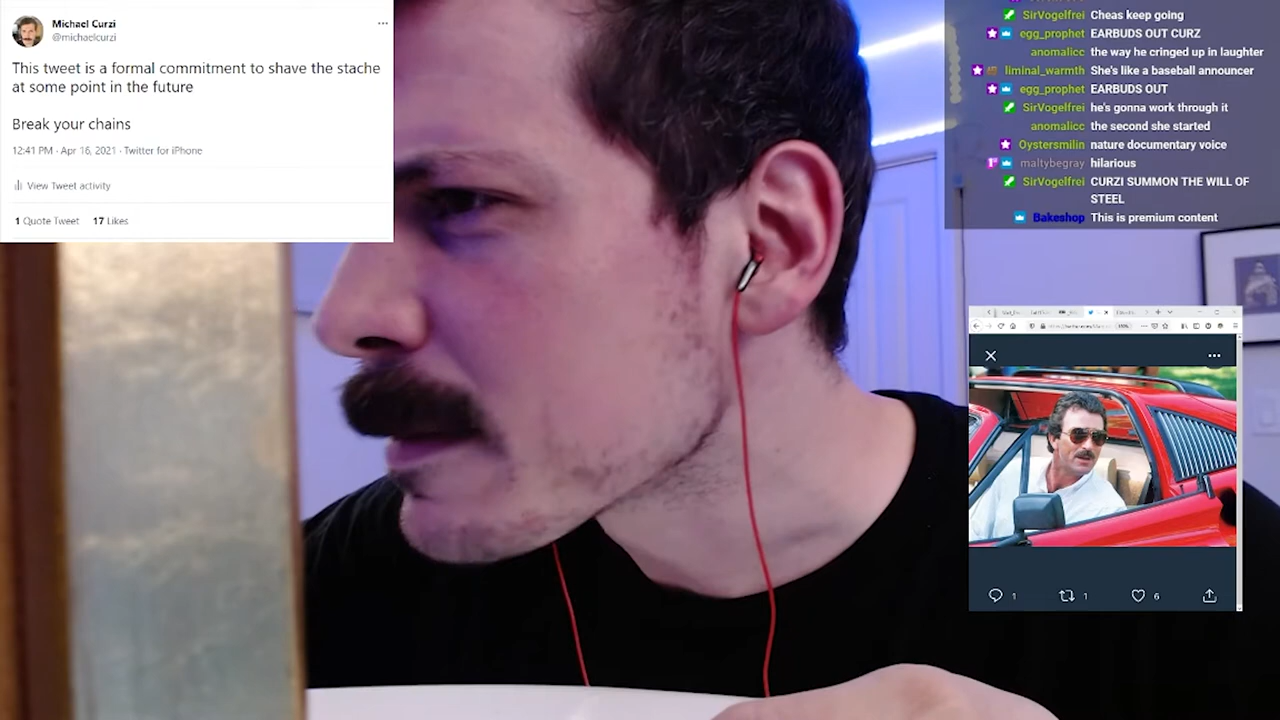 Michael Curzi
@michaelcurzi
This tweet is a formal commitment to shave the stache
at some point in the future
Break your chains
12:41 PM · Apr 16, 2021 · Twitter for iPhone
View Tweet activity
1 Quote Tweet 17 Likes
SirVogelfrei Cheas keep going
egg_prophet EARBUDS OUT CURZ
anomalicc the way he cringed up in laughter
liminal_warmth She's like a baseball announcer
egg_prophet EARBUDS OUT
SirVogelfrei he's gonna work through it
anomalicc the second she started
Oystersmilin nature documentary voice
maltybegray hilarious
SirVogelfrei CURZI SUMMON THE WILL OF
STEEL
Bakeshop This is premium content
1 1 6